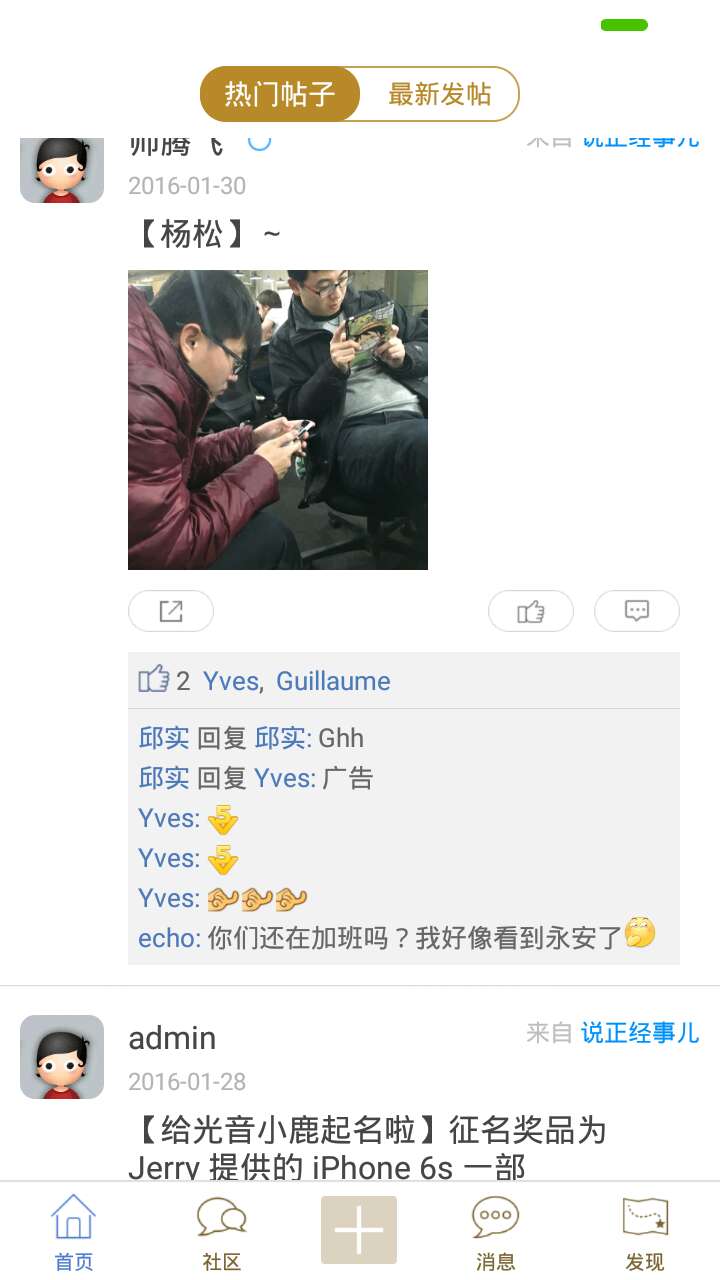 热门帖子 最新发帖
帅腾飞 来自 说正经事儿
2016-01-30
【杨松】~
2 Yves, Guillaume
邱实 回复 邱实: Ghh
邱实 回复 Yves: 广告
Yves:
Yves:
Yves:
echo: 你们还在加班吗？我好像看到永安了
admin 来自 说正经事儿
2016-01-28
【给光音小鹿起名啦】征名奖品为
Jerry 提供的 iPhone 6s 一部
首页 社区 消息 发现